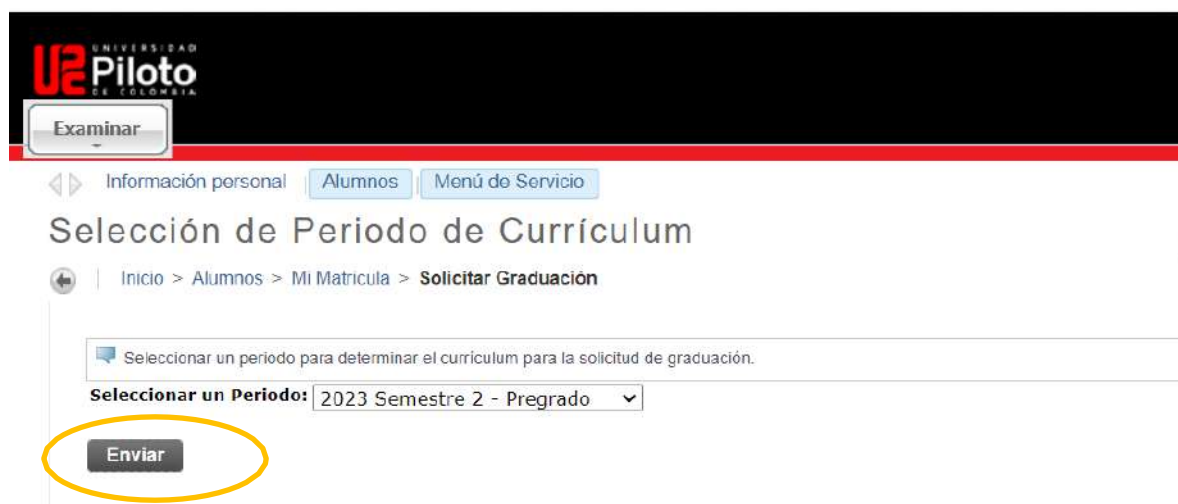 UNIVERSIDAD
Piloto
DE COLOMBIA
Examinar
Información personal | Alumnos | Menú de Servicio
Selección de Periodo de Currículum
Inicio > Alumnos > Mi Matricula > Solicitar Graduación
Seleccionar un periodo para determinar el currículum para la solicitud de graduación.
Seleccionar un Periodo: 2023 Semestre 2 - Pregrado
Enviar